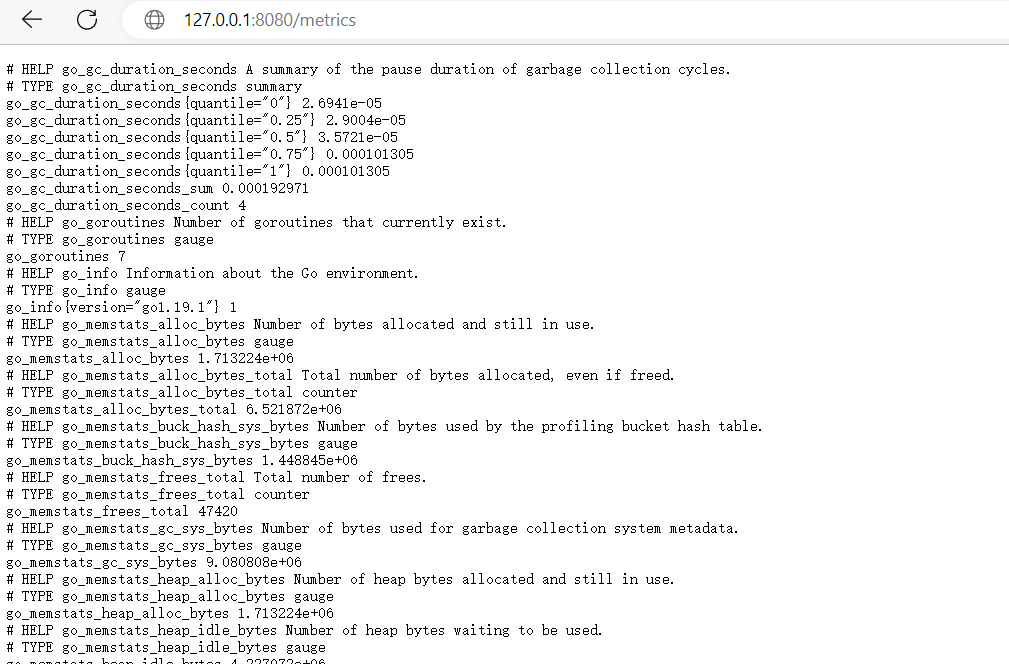 127.0.0.1:8080/metrics
# HELP go_gc_duration_seconds A summary of the pause duration of garbage collection cycles.
# TYPE go_gc_duration_seconds summary
go_gc_duration_seconds{quantile="0"} 2.6941e-05
go_gc_duration_seconds{quantile="0.25"} 2.9004e-05
go_gc_duration_seconds{quantile="0.5"} 3.5721e-05
go_gc_duration_seconds{quantile="0.75"} 0.000101305
go_gc_duration_seconds{quantile="1"} 0.000101305
go_gc_duration_seconds_sum 0.000192971
go_gc_duration_seconds_count 4
# HELP go_goroutines Number of goroutines that currently exist.
# TYPE go_goroutines gauge
go_goroutines 7
# HELP go_info Information about the Go environment.
# TYPE go_info gauge
go_info{version="go1.19.1"} 1
# HELP go_memstats_alloc_bytes Number of bytes allocated and still in use.
# TYPE go_memstats_alloc_bytes gauge
go_memstats_alloc_bytes 1.713224e+06
# HELP go_memstats_alloc_bytes_total Total number of bytes allocated, even if freed.
# TYPE go_memstats_alloc_bytes_total counter
go_memstats_alloc_bytes_total 6.521872e+06
# HELP go_memstats_buck_hash_sys_bytes Number of bytes used by the profiling bucket hash table.
# TYPE go_memstats_buck_hash_sys_bytes gauge
go_memstats_buck_hash_sys_bytes 1.448845e+06
# HELP go_memstats_frees_total Total number of frees.
# TYPE go_memstats_frees_total counter
go_memstats_frees_total 47420
# HELP go_memstats_gc_sys_bytes Number of bytes used for garbage collection system metadata.
# TYPE go_memstats_gc_sys_bytes gauge
go_memstats_gc_sys_bytes 9.080808e+06
# HELP go_memstats_heap_alloc_bytes Number of heap bytes allocated and still in use.
# TYPE go_memstats_heap_alloc_bytes gauge
go_memstats_heap_alloc_bytes 1.713224e+06
# HELP go_memstats_heap_idle_bytes Number of heap bytes waiting to be used.
# TYPE go_memstats_heap_idle_bytes gauge
go_memstats_heap_idle_bytes